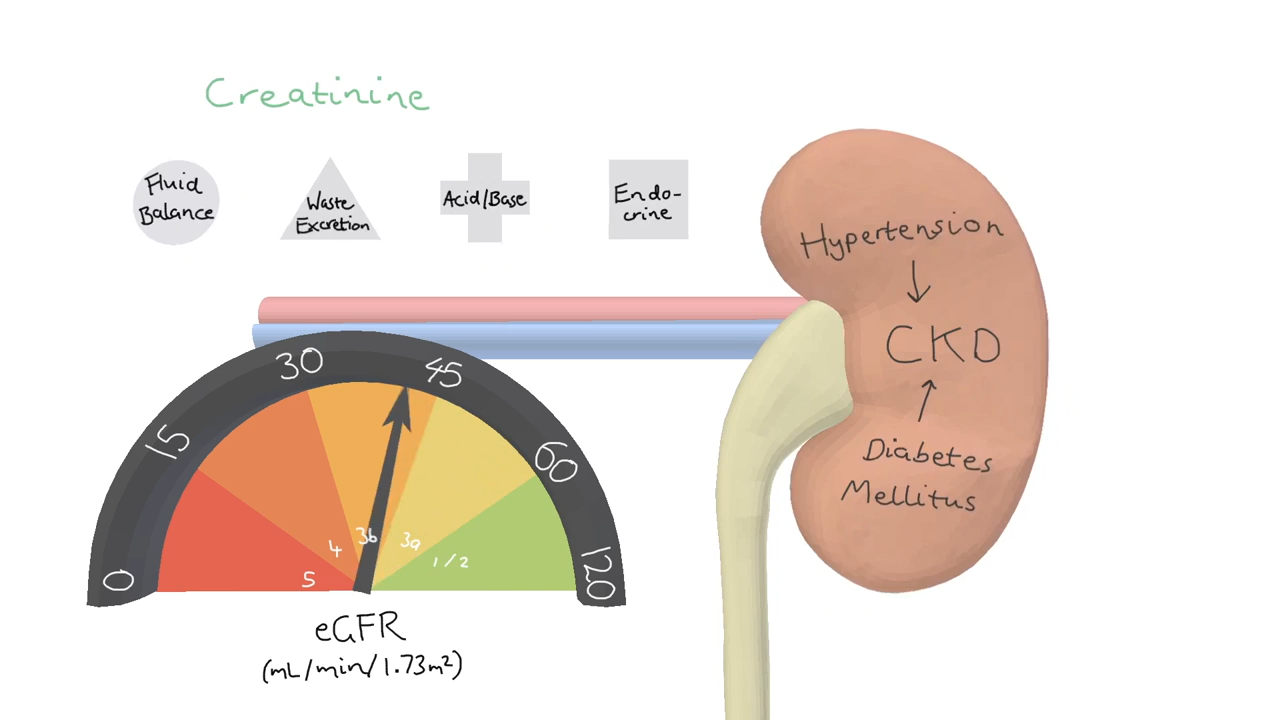 Creatinine
Fluid
Balance
Waste
Excretion
Acid/Base
Endo-
crine
Hypertension
CKD
Diabetes
Mellitus
0
15
30
45
60
120
5
4
3b
3a
1/2
eGFR
(mL/min/1.73m²)